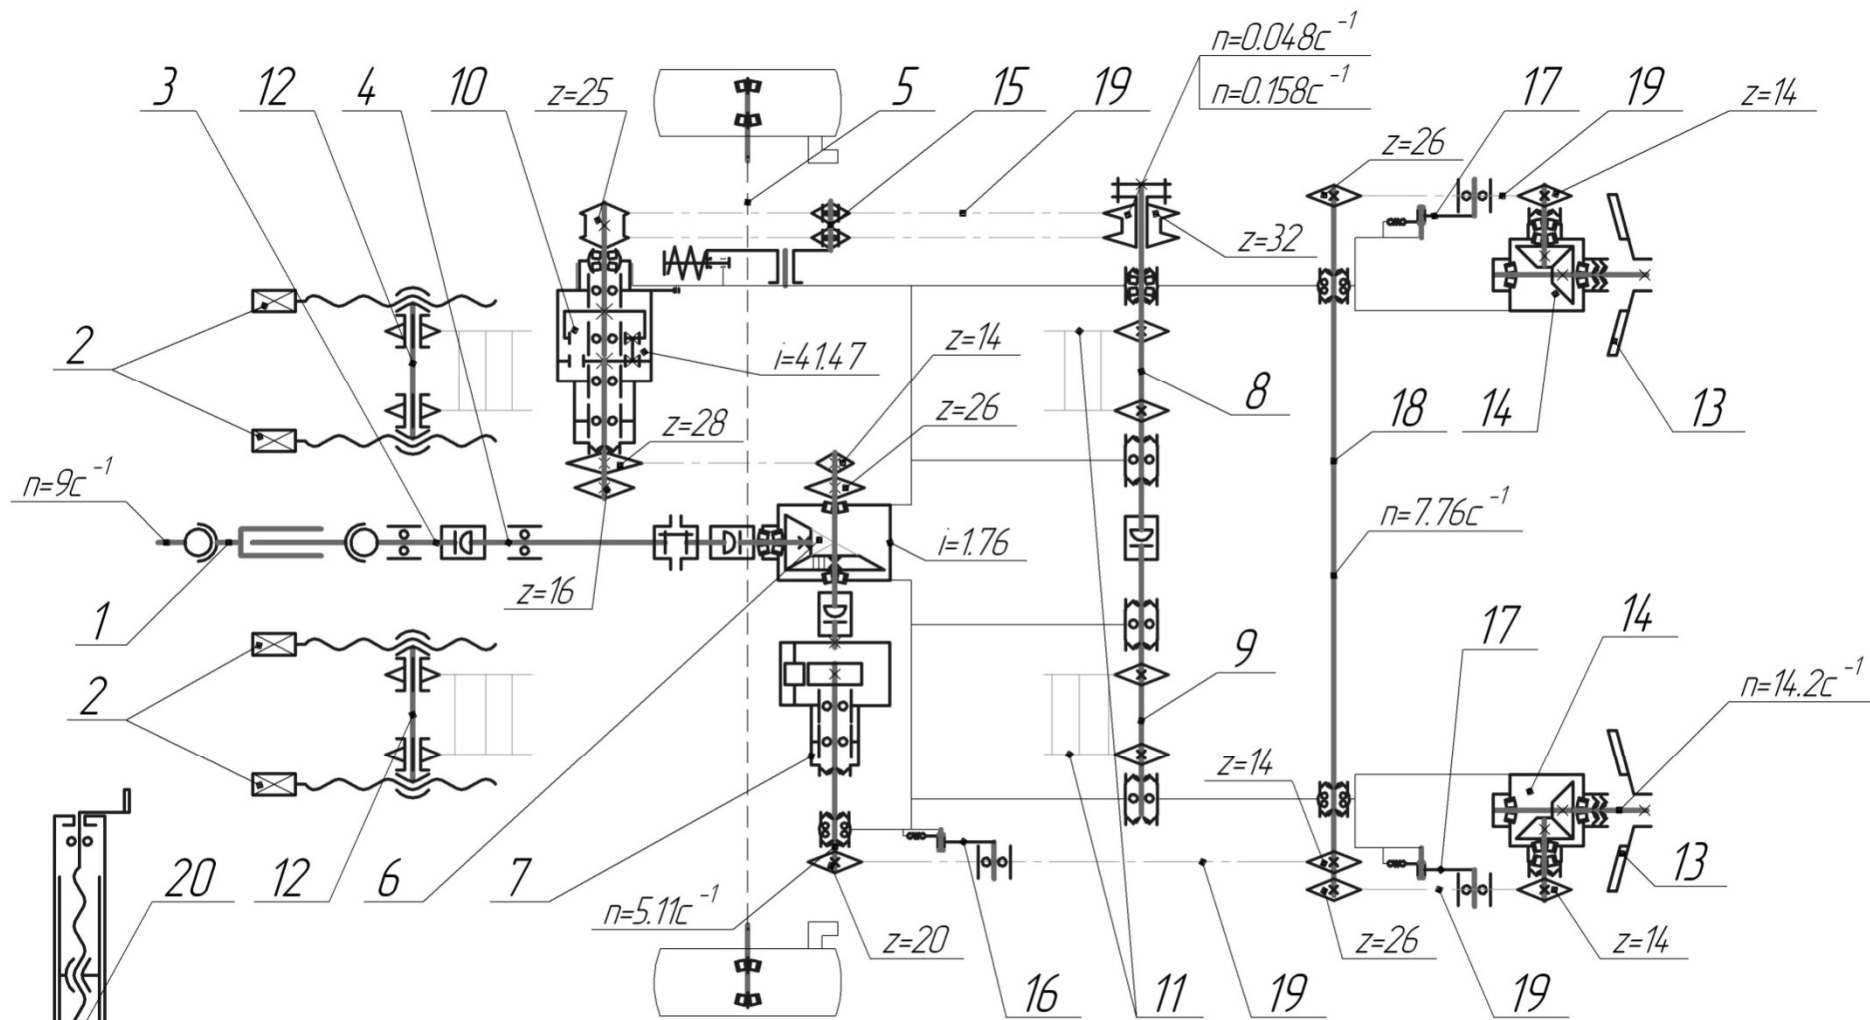 n=0.048c⁻¹
3
12
4
10
z=25
5
15
19
n=0.158c⁻¹
17
19
z=14
z=26
z=32
2
z=14
i=41.47
8
14
13
z=26
z=28
18
n=9c⁻¹
n=7.76c⁻¹
i=1.76
z=16
1
14
17
9
n=14.2c⁻¹
2
z=14
20
12
6
7
13
n=5.11c⁻¹
z=20
z=26
z=14
16
11
19
19